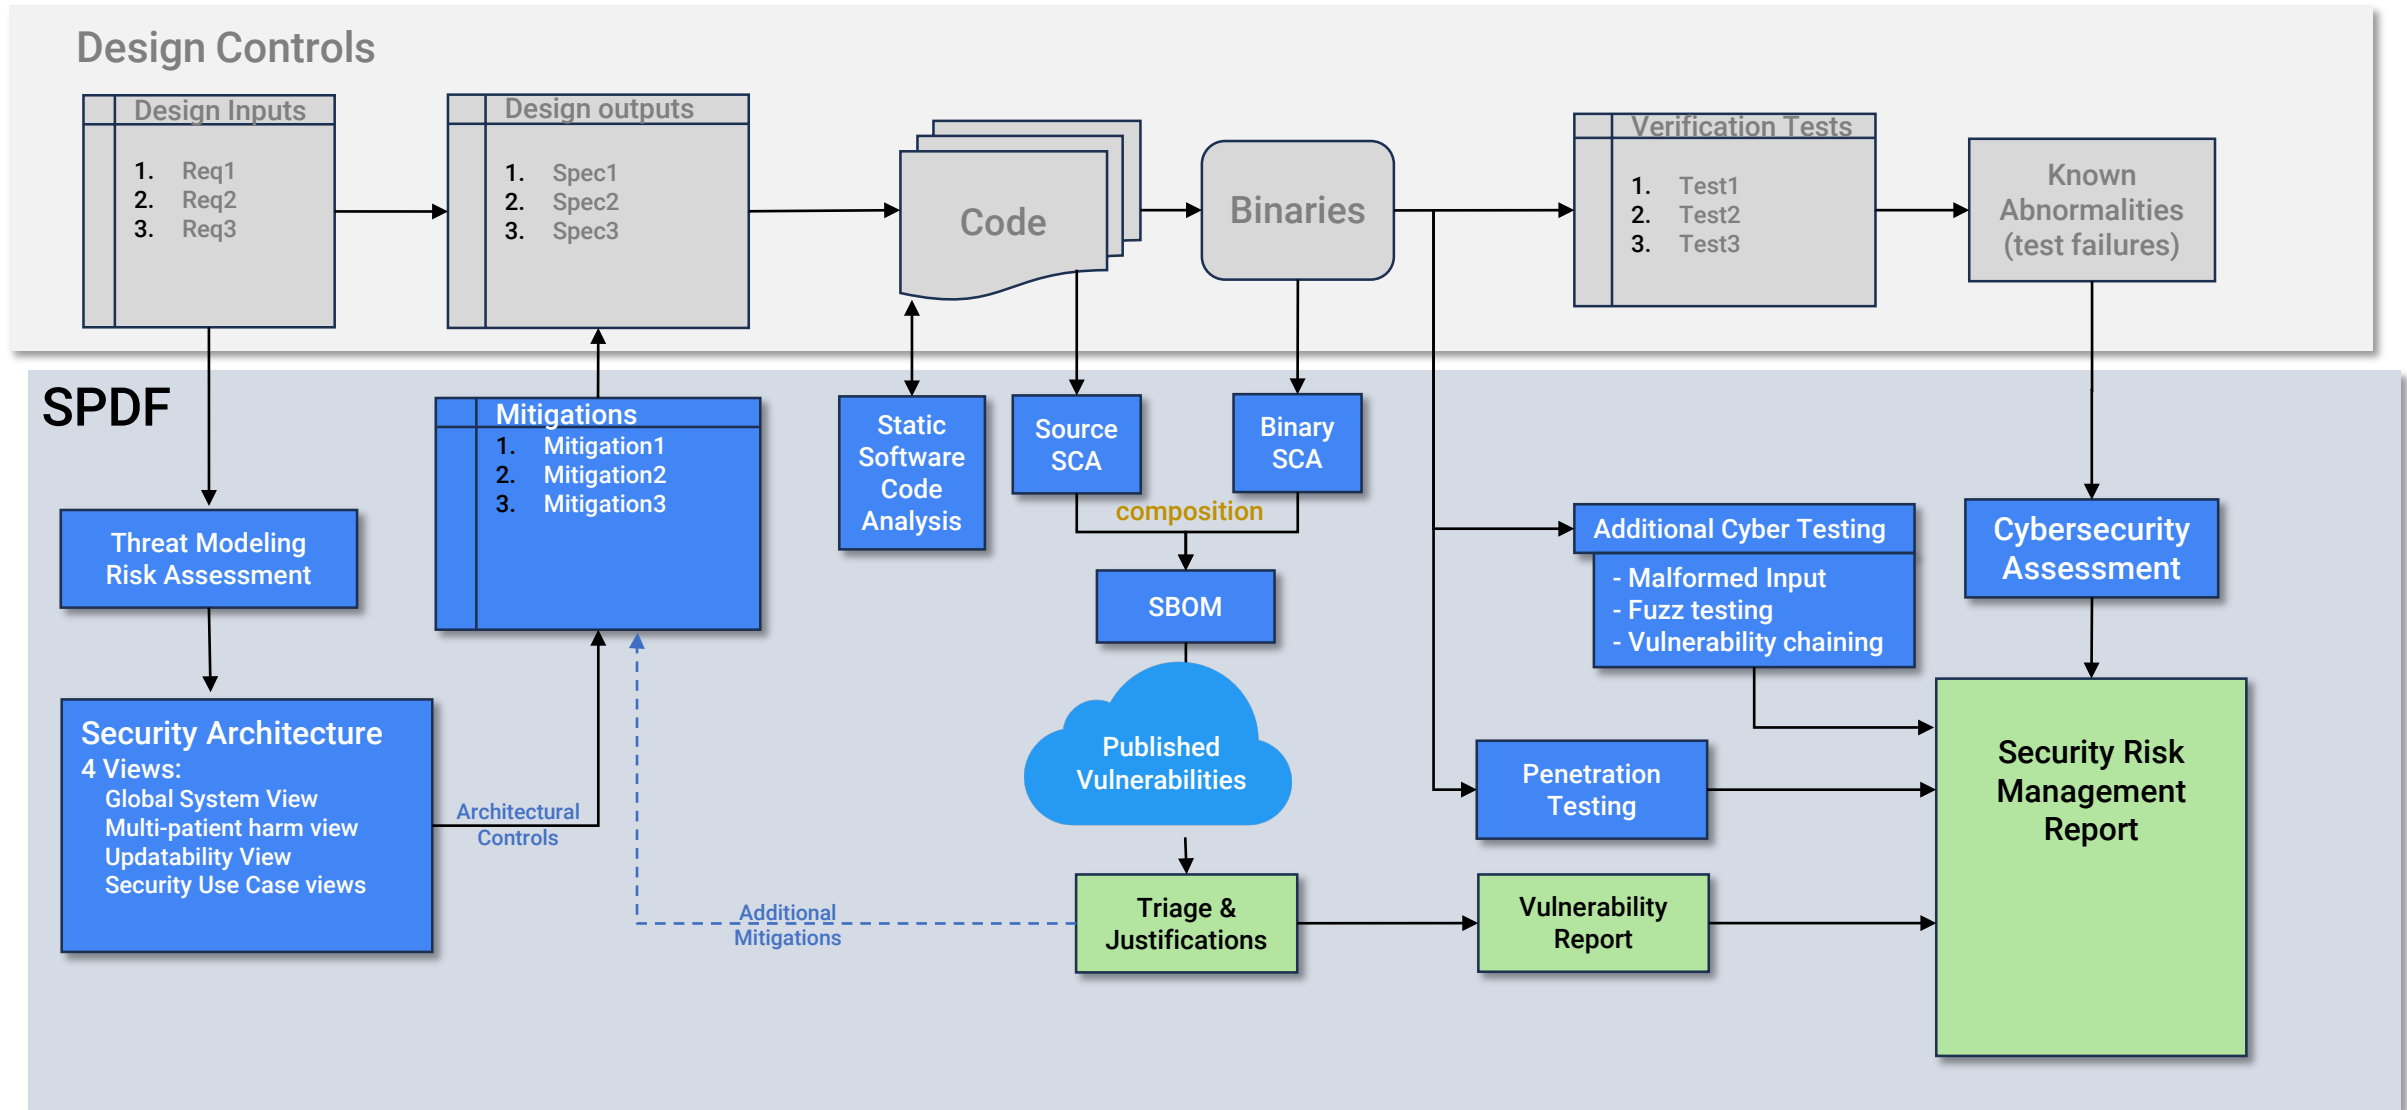 Design Controls
Design Inputs
1. Req1
2. Req2
3. Req3
Design outputs
1. Spec1
2. Spec2
3. Spec3
Code
Binaries
Verification Tests
1. Test1
2. Test2
3. Test3
Known
Abnormalities
(test failures)
SPDF
Threat Modeling
Risk Assessment
Security Architecture
4 Views:
Global System View
Multi-patient harm view
Updatability View
Security Use Case views
Architectural
Controls
Mitigations
1. Mitigation1
2. Mitigation2
3. Mitigation3
Additional
Mitigations
Static
Software
Code
Analysis
Source
SCA
Binary
SCA
composition
SBOM
Published
Vulnerabilities
Triage &
Justifications
Additional Cyber Testing
- Malformed Input
- Fuzz testing
- Vulnerability chaining
Penetration
Testing
Vulnerability
Report
Cybersecurity
Assessment
Security Risk
Management
Report